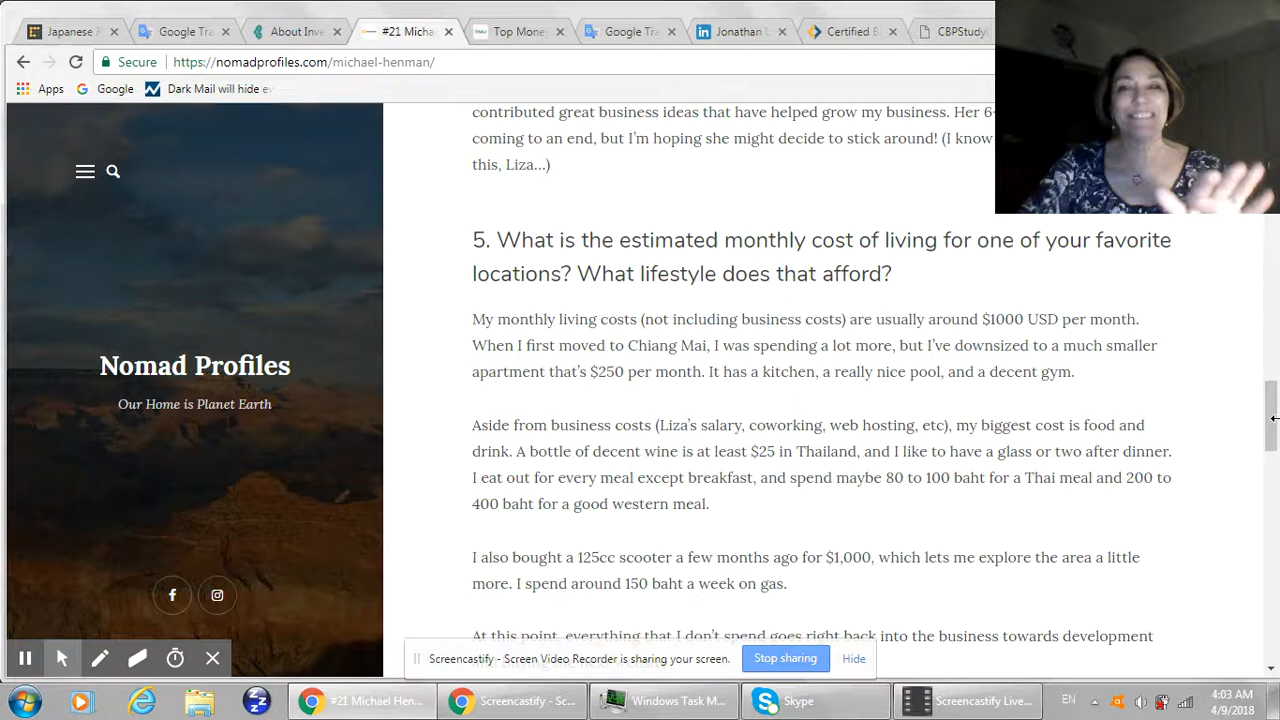 Japanese
Google Tra
About Inve
#21 Micha
Top Mone
Google Tra
Jonathan
Certified B
CBPStudy
Secure https://nomadprofiles.com/michael-henman/
Apps Google Dark Mail will hide ev
contributed great business ideas that have helped grow my business. Her 6-
coming to an end, but I'm hoping she might decide to stick around! (I know
this, Liza…)
5. What is the estimated monthly cost of living for one of your favorite
locations? What lifestyle does that afford?
My monthly living costs (not including business costs) are usually around $1000 USD per month.
When I first moved to Chiang Mai, I was spending a lot more, but I've downsized to a much smaller
apartment that's $250 per month. It has a kitchen, a really nice pool, and a decent gym.
Aside from business costs (Liza's salary, coworking, web hosting, etc), my biggest cost is food and
drink. A bottle of decent wine is at least $25 in Thailand, and I like to have a glass or two after dinner.
I eat out for every meal except breakfast, and spend maybe 80 to 100 baht for a Thai meal and 200 to
400 baht for a good western meal.
I also bought a 125cc scooter a few months ago for $1,000, which lets me explore the area a little
more. I spend around 150 baht a week on gas.
At this point, everything that I don't spend goes right back into the business towards development
Nomad Profiles
Our Home is Planet Earth
Screencastify - Screen Video Recorder is sharing your screen. Stop sharing Hide
#21 Michael Hen...
Screencastify - Sc...
Windows Task M...
Skype
Screencastify Live...
EN
4:03 AM
4/9/2018